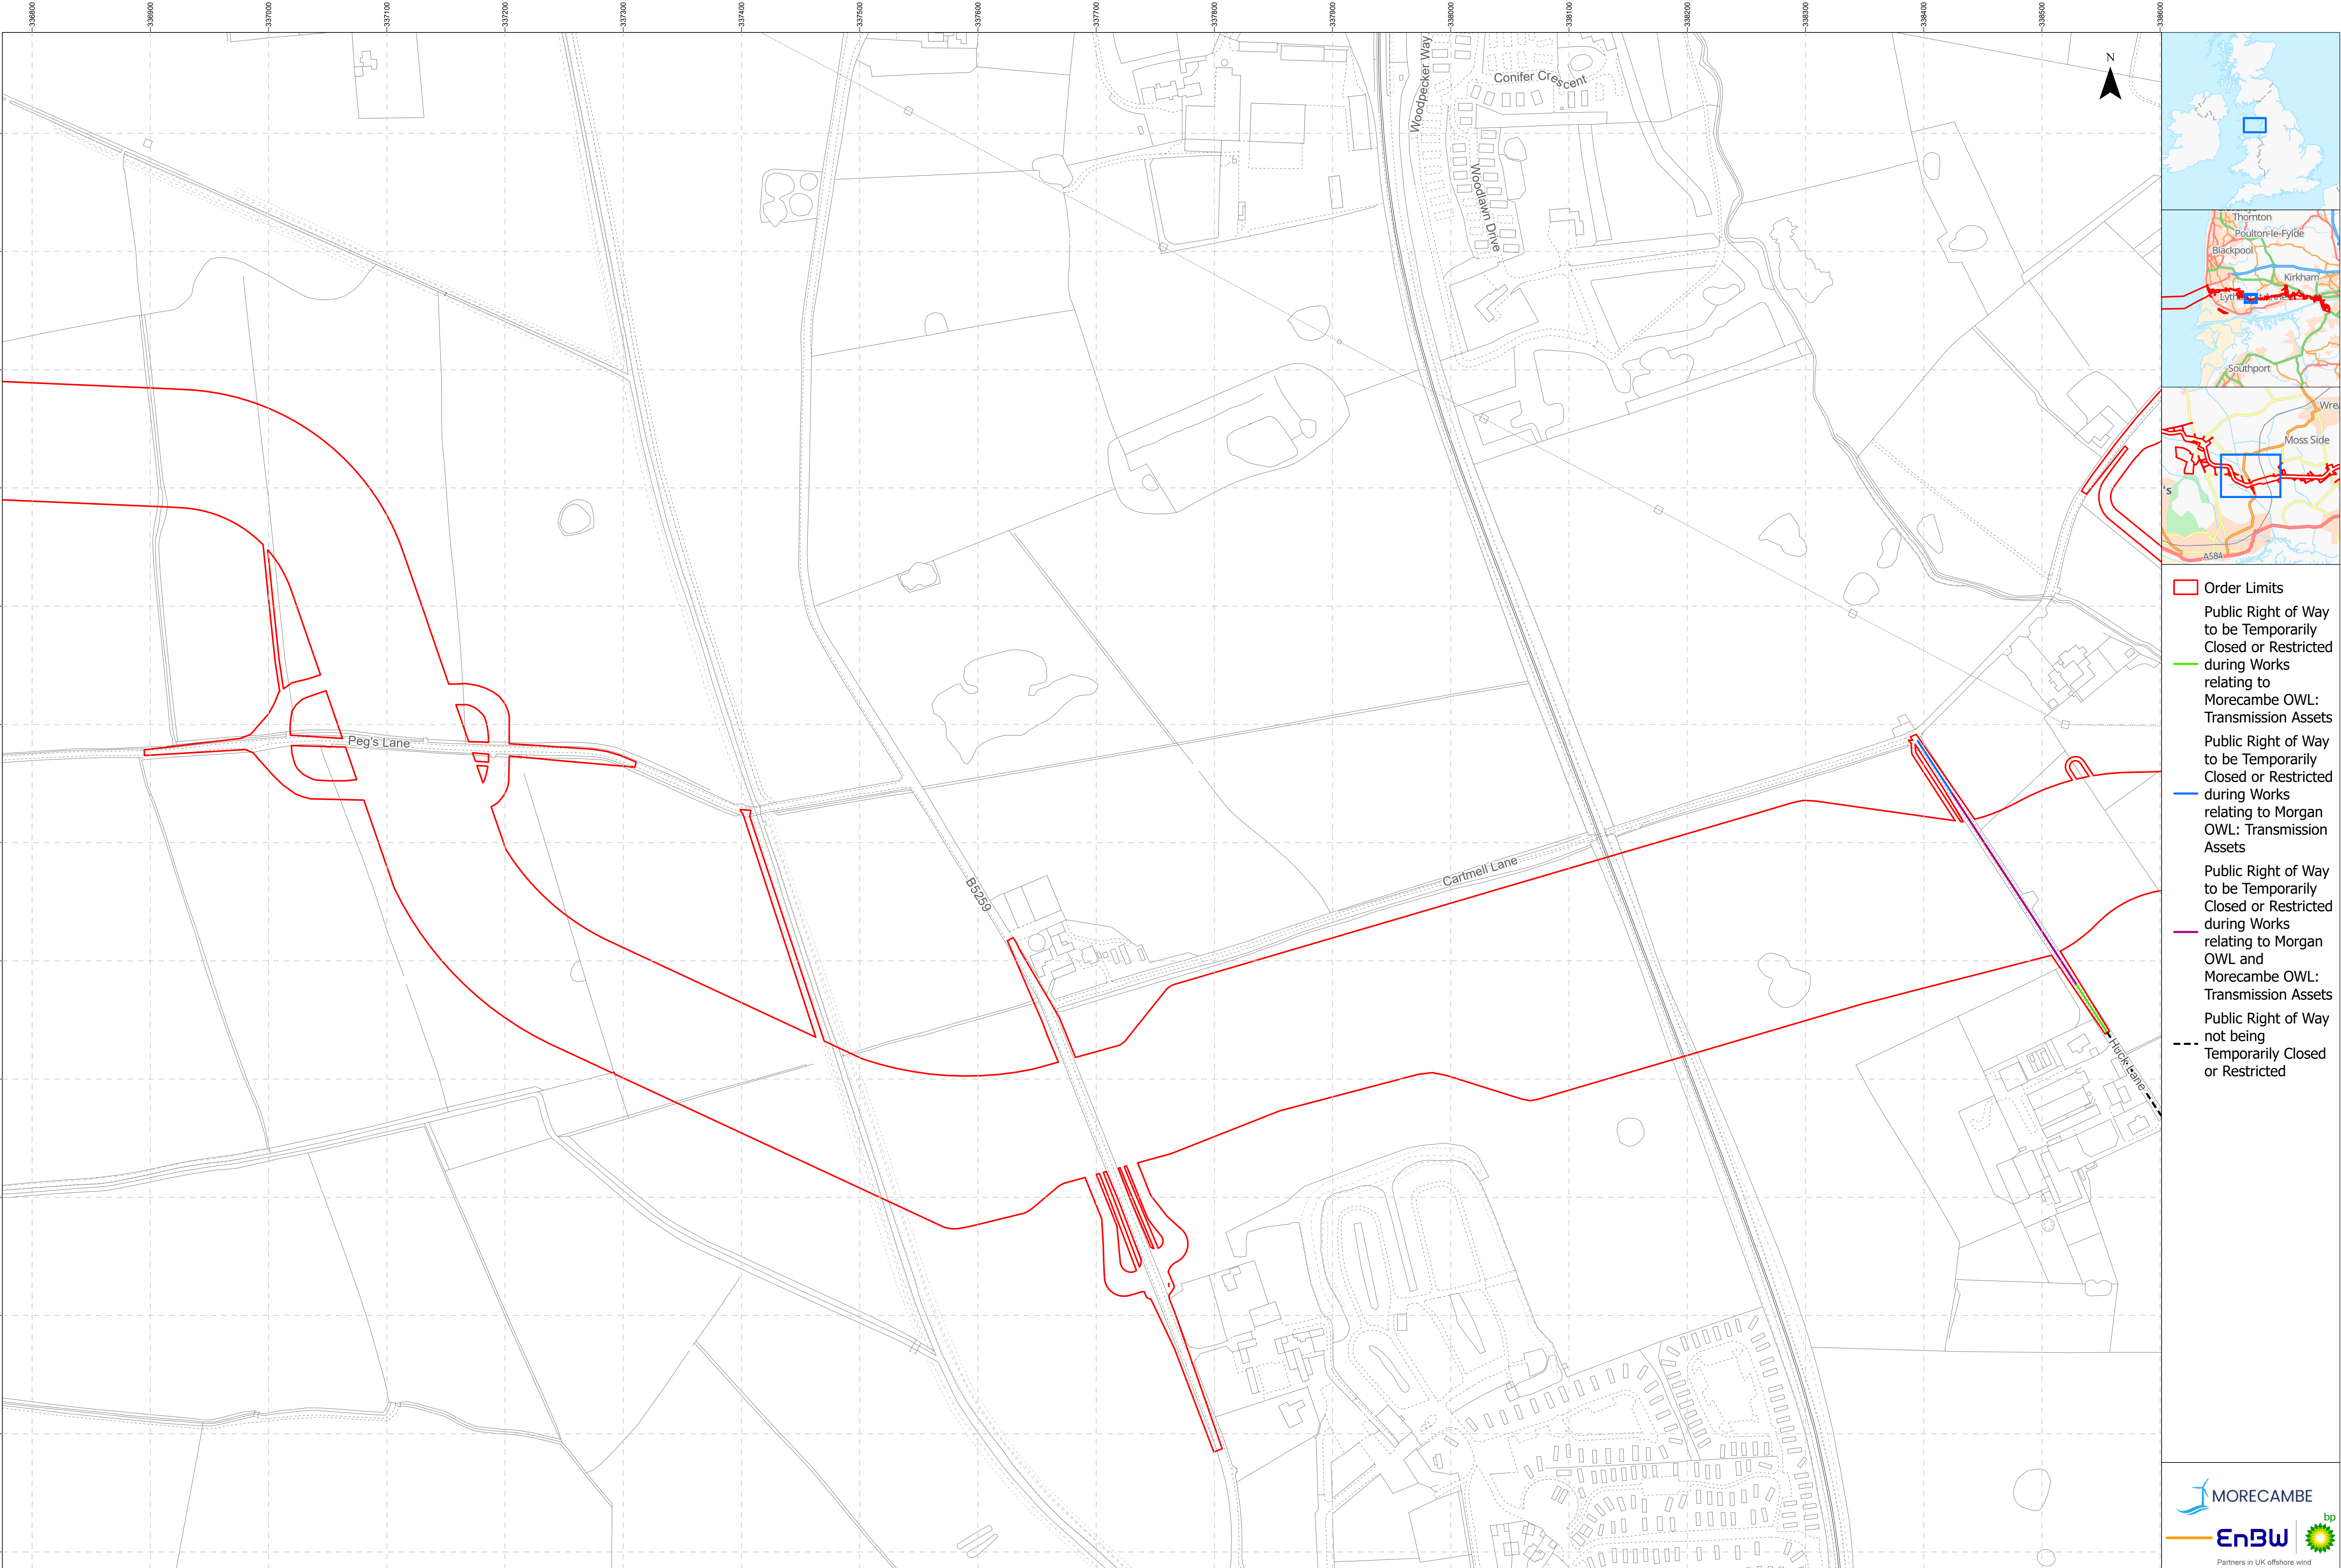 336800
336900
337000
337100
337200
337300
337400
337500
337600
337700
337800
337900
338000
338100
338200
338300
338400
338500
338600
Woodpecker Way
Conifer Crescent
Woodlawn Drive
N
Peg's Lane
B5259
Cartmell Lane
Huck Lane
Thornton
Poulton-le-Fylde
Blackpool
Kirkham
Southport
Moss Side
's
A584
Order Limits
Public Right of Way
to be Temporarily
Closed or Restricted
during Works
relating to
Morecambe OWL:
Transmission Assets
Public Right of Way
to be Temporarily
Closed or Restricted
during Works
relating to Morgan
OWL: Transmission
Assets
Public Right of Way
to be Temporarily
Closed or Restricted
during Works
relating to Morgan
OWL and
Morecambe OWL:
Transmission Assets
Public Right of Way
not being
Temporarily Closed
or Restricted
MORECAMBE
bp
EnBW
Partners in UK offshore wind